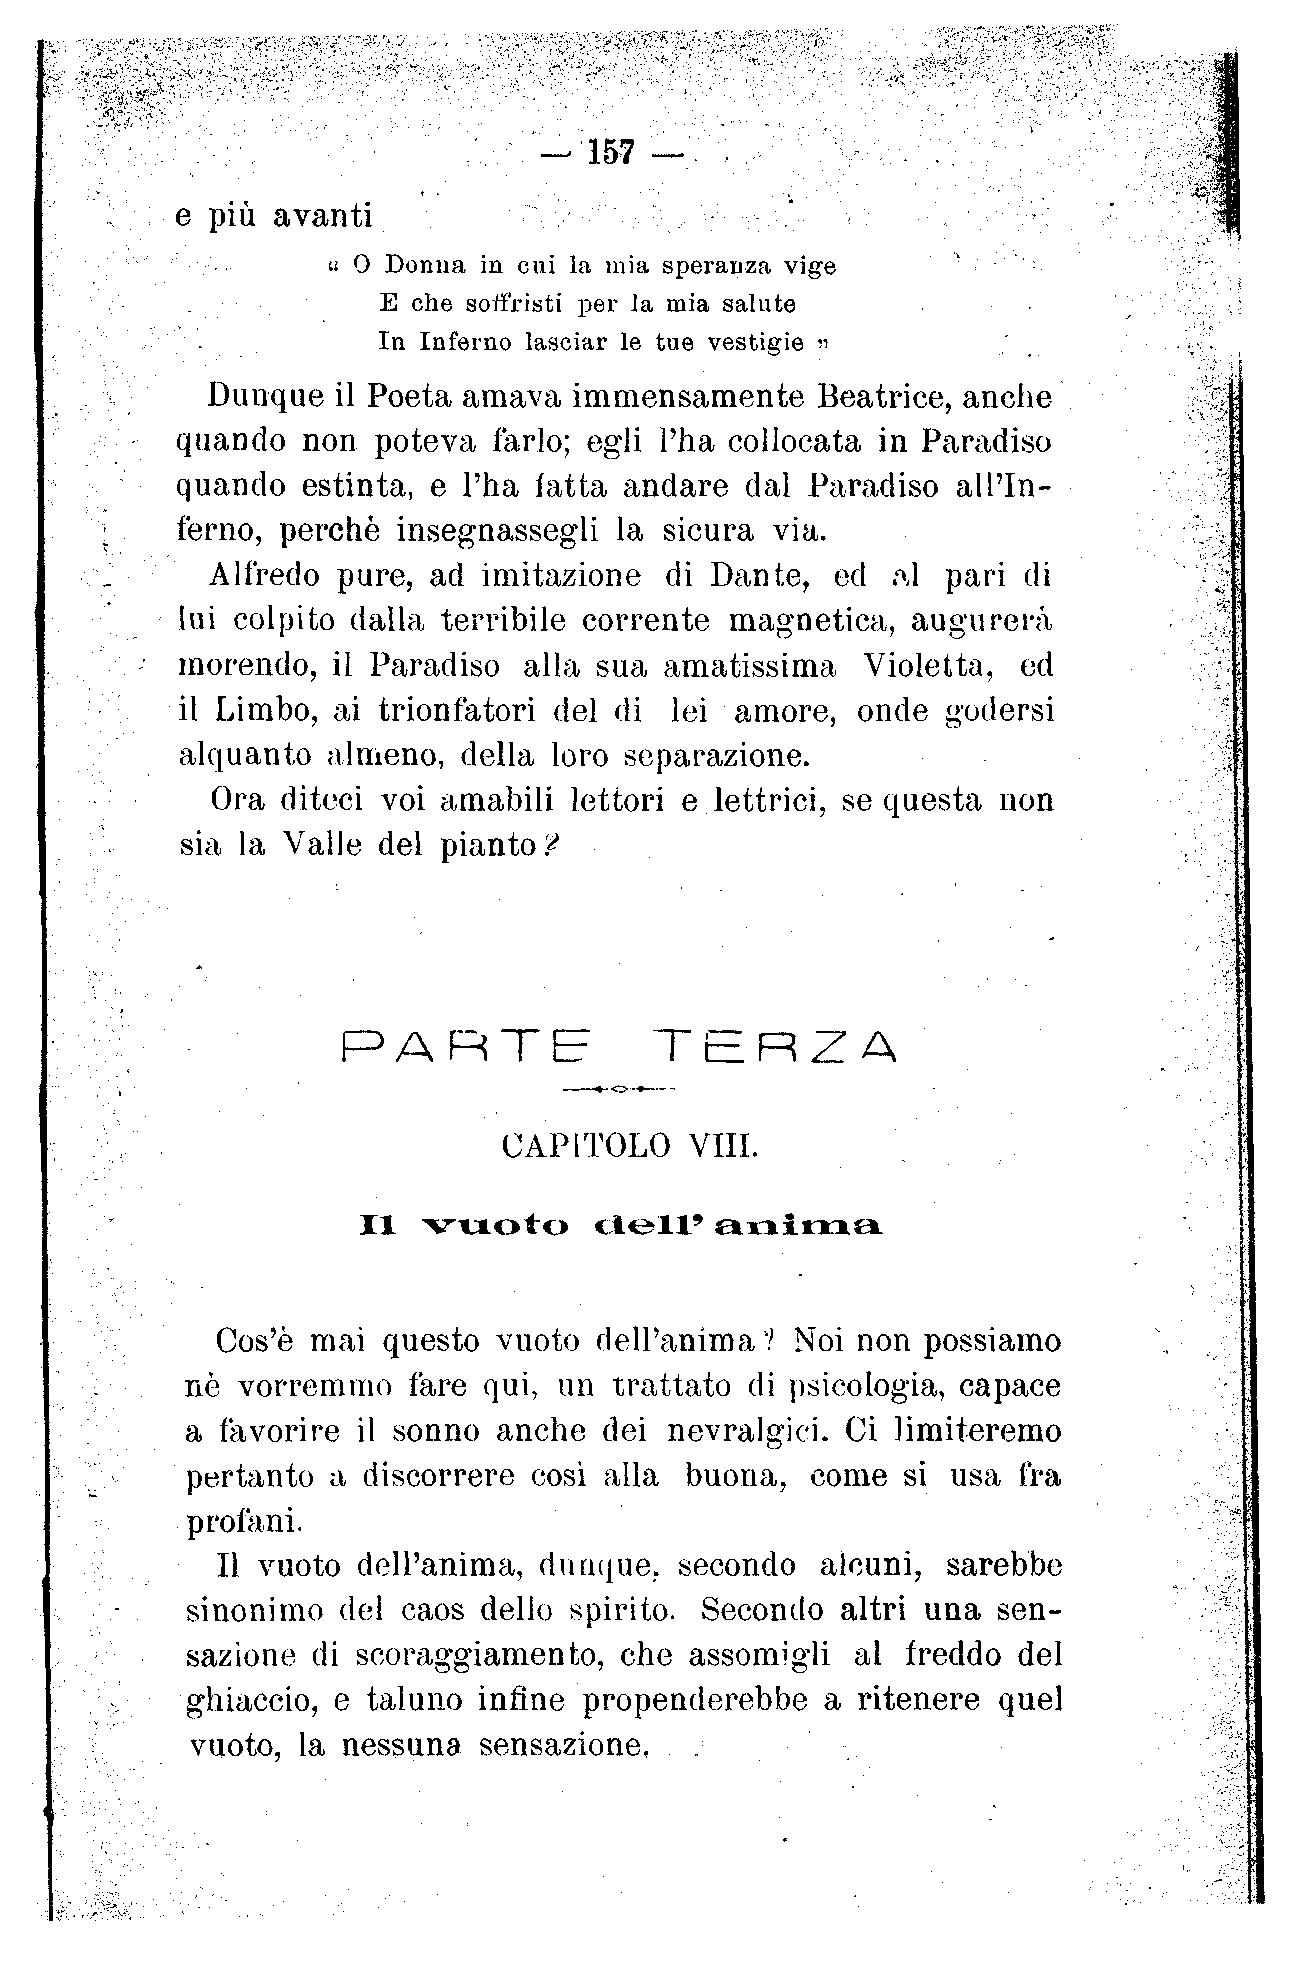 — 157 —
e più avanti
“ O Donna in cui la mia speranza vige
E che soffristi per la mia salute
In Inferno lasciar le tue vestigie ”
Dunque il Poeta amava immensamente Beatrice, anche
quando non poteva farlo; egli l’ha collocata in Paradiso
quando estinta, e l’ha fatta andare dal Paradiso all’In-
ferno, perchè insegnassegli la sicura via.
Alfredo pure, ad imitazione di Dante, ed al pari di
lui colpito dalla terribile corrente magnetica, augurerà
morendo, il Paradiso alla sua amatissima Violetta, ed
il Limbo, ai trionfatori del di lei amore, onde godersi
alquanto almeno, della loro separazione.
Ora diteci voi amabili lettori e lettrici, se questa non
sia la Valle del pianto?
PARTE TERZA
CAPITOLO VIII.
Il vuoto dell’anima
Cos’è mai questo vuoto dell’anima? Noi non possiamo
nè vorremmo fare qui, un trattato di psicologia, capace
a favorire il sonno anche dei nevralgici. Ci limiteremo
pertanto a discorrere così alla buona, come si usa fra
profani.
Il vuoto dell’anima, dunque, secondo alcuni, sarebbe
sinonimo del caos dello spirito. Secondo altri una sen-
sazione di scoraggiamento, che assomigli al freddo del
ghiaccio, e taluno infine propenderebbe a ritenere quel
vuoto, la nessuna sensazione.